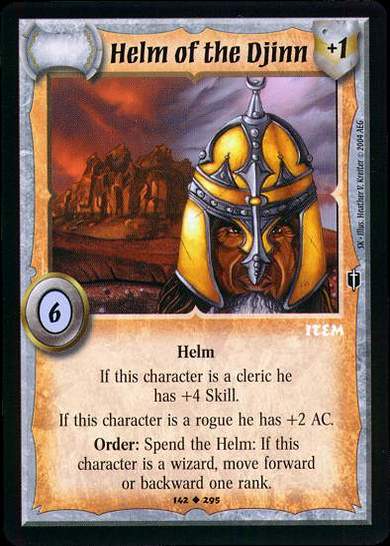 Helm of the Djinn
+1
SK • Illus. Heather V. Kreiter © 2004 AEG
6
ITEM
Helm
If this character is a cleric he
has +4 Skill.
If this character is a rogue he has +2 AC.
Order: Spend the Helm: If this
character is a wizard, move forward
or backward one rank.
142 ◆ 295